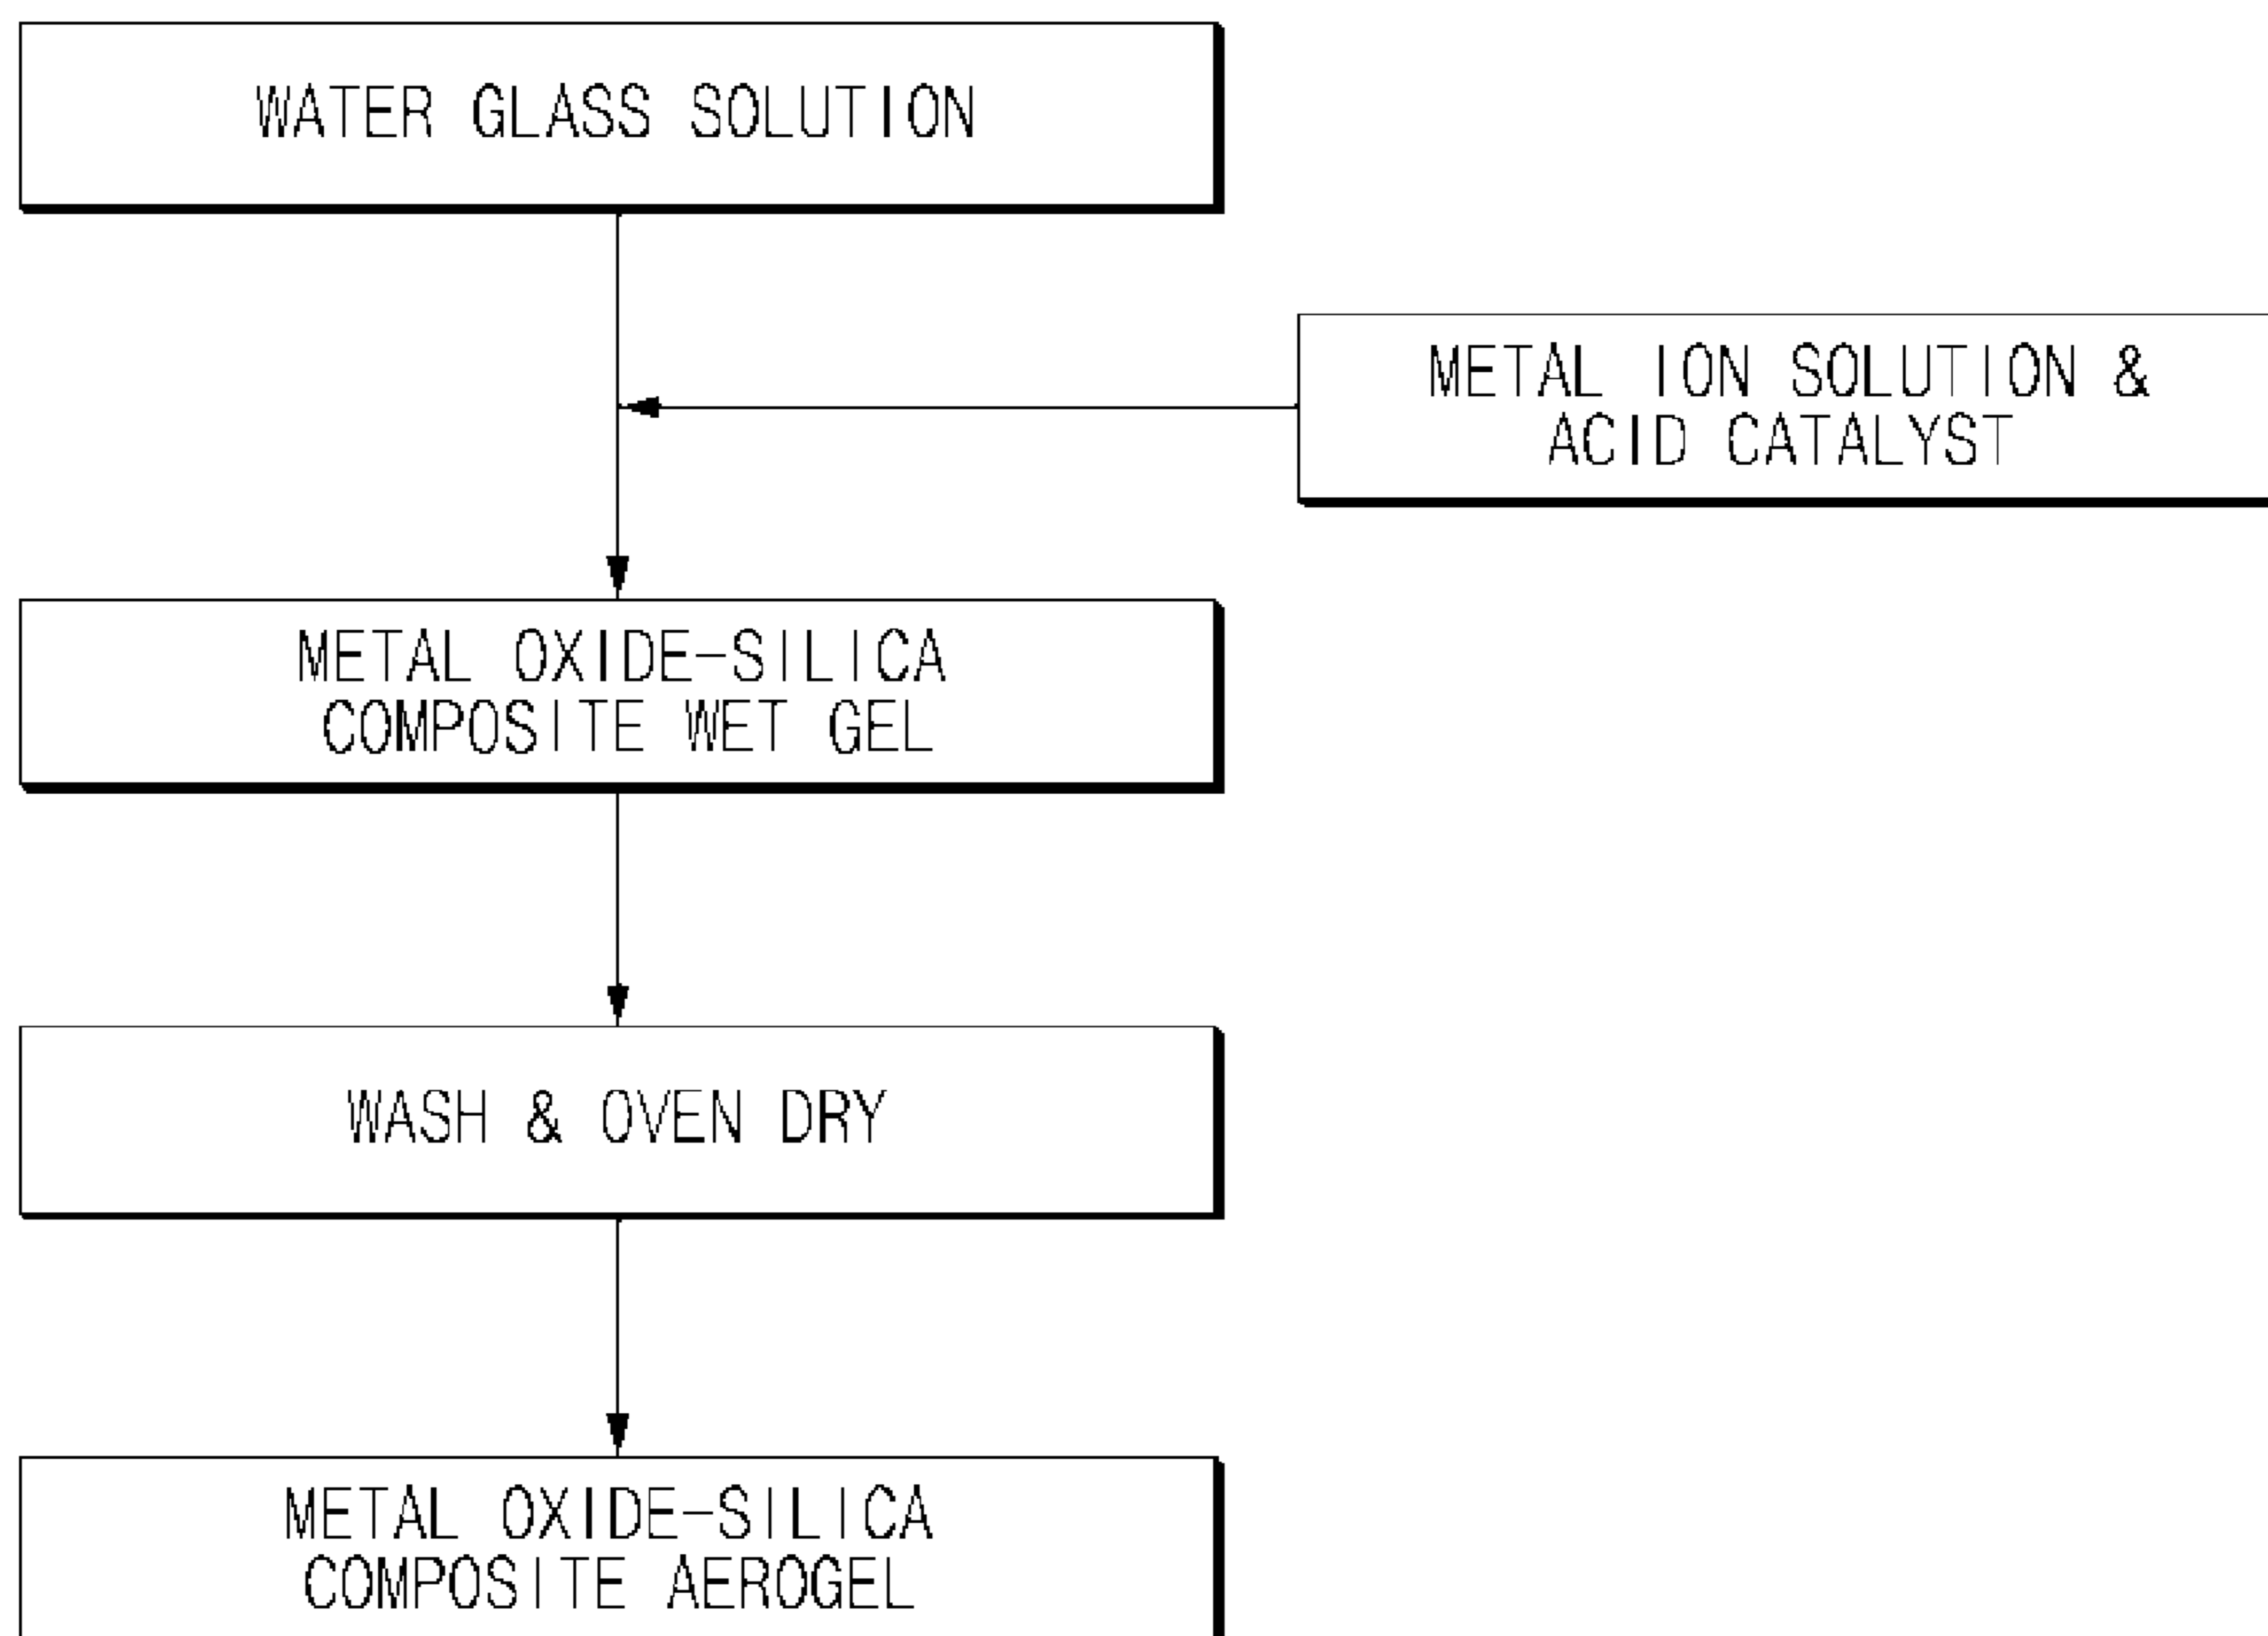 WATER GLASS SOLUTION
METAL ION SOLUTION &
ACID CATALYST
METAL OXIDE-SILICA
COMPOSITE WET GEL
WASH & OVEN DRY
METAL OXIDE-SILICA
COMPOSITE AEROGEL